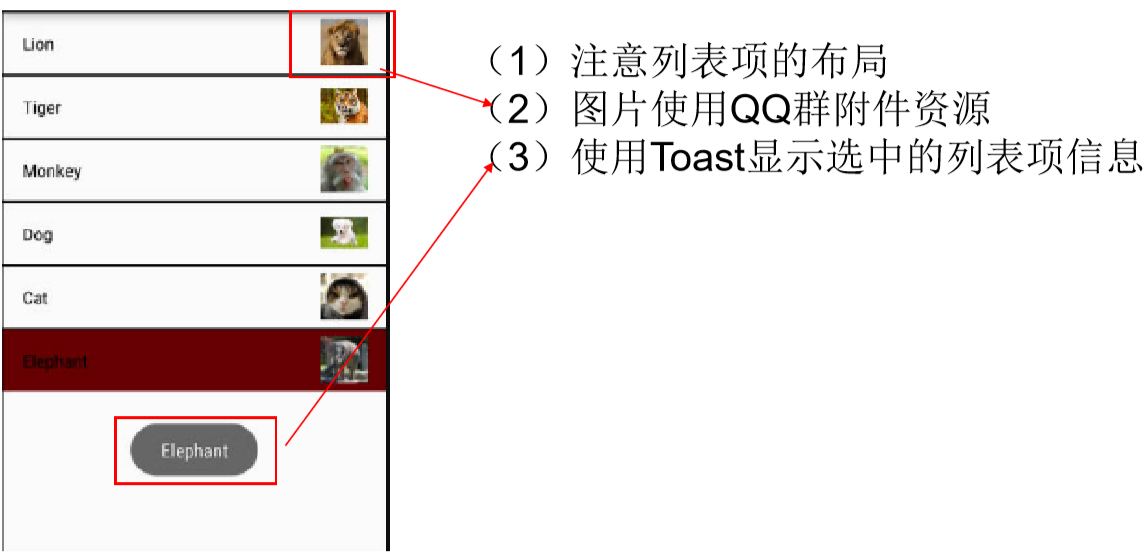 Lion
Tiger
Monkey
Dog
Cat
Elephant
Elephant
（1）注意列表项的布局
（2）图片使用QQ群附件资源
（3）使用Toast显示选中的列表项信息